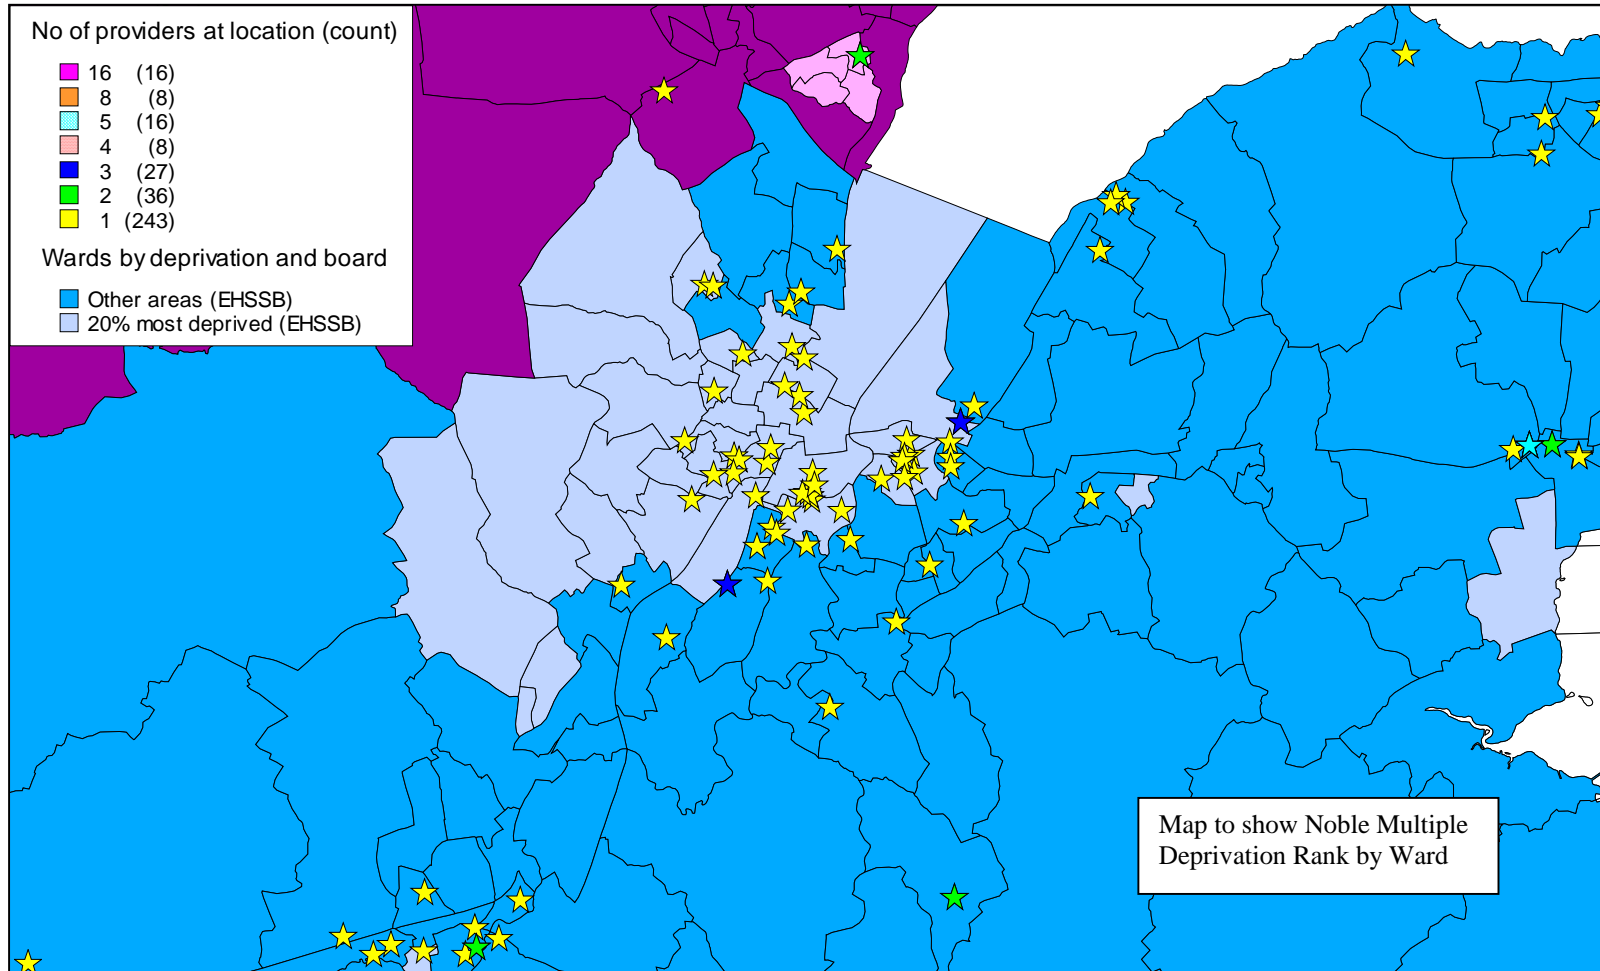 No of providers at location (count)
16 (16)
8 (8)
5 (16)
4 (8)
3 (27)
2 (36)
1 (243)
Wards by deprivation and board
Other areas (EHSSB)
20% most deprived (EHSSB)
Map to show Noble Multiple
Deprivation Rank by Ward